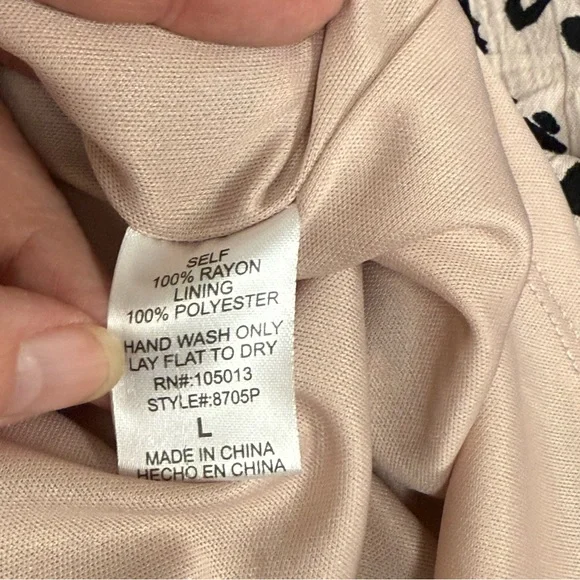 SELF
100% RAYON
LINING
100% POLYESTER
HAND WASH ONLY
LAY FLAT TO DRY
RN#:105013
STYLE#:8705P
L
MADE IN CHINA
HECHO EN CHINA